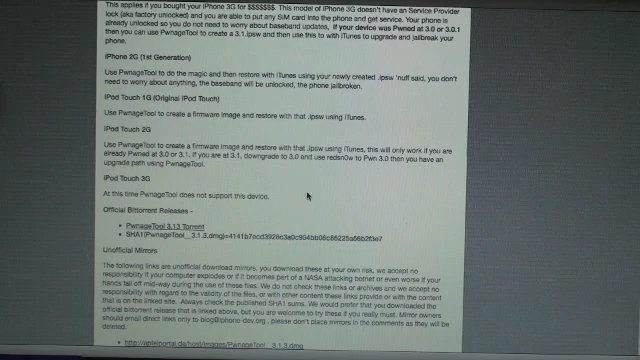 This applies if you bought your iPhone 3G for $$$$$$$. This model of iPhone 3G doesn't have an Service Provider
lock (aka factory unlocked) and you are able to put any SIM card into the phone and get service. Your phone is
already unlocked so you do not need to worry about baseband updates, If your device was Pwned at 3.0 or 3.0.1
then you can use PwnageTool to create a 3.1.ipsw and then use this to with iTunes to upgrade and jailbreak your
phone.
iPhone 2G (1st Generation)
Use PwnageTool to do the magic and then restore with iTunes using your newly created .ipsw 'nuff said, you don't
need to worry about anything, the baseband will be unlocked, the phone jailbroken.
iPod Touch 1G (Original iPod Touch)
Use PwnageTool to create a firmware image and restore with that .ipsw using iTunes.
iPod Touch 2G
Use PwnageTool to create a firmware image and restore with that .ipsw using iTunes, this will only work if you are
already Pwned at 3.0 or 3.1. If you are at 3.1, downgrade to 3.0 and use redsn0w to Pwn 3.0 then you have an
upgrade path using PwnageTool.
iPod Touch 3G
At this time PwnageTool does not support this device.
Official Bittorrent Releases -
PwnageTool 3.13 Torrent
Unofficial Mirrors
The following links are unofficial download mirrors, you download these at your own risk, we accept no
responsibility if your computer explodes or if it becomes part of a NASA attacking botnet or even worse if your
hands fall off mid-way during the use of these files. We do not check these links or archives and we accept no
responsibility with regard to the validity of the files, or with other content these links provide or with the content
that is on the linked site. Always check the published SHA1 sums. We would prefer that you downloaded the
official bittorrent release that is linked above, but you are welcome to try these if you really must. Mirror owners
should email direct links only to blog@iphone-dev.org , please don't place mirrors in the comments as they will be
deleted.